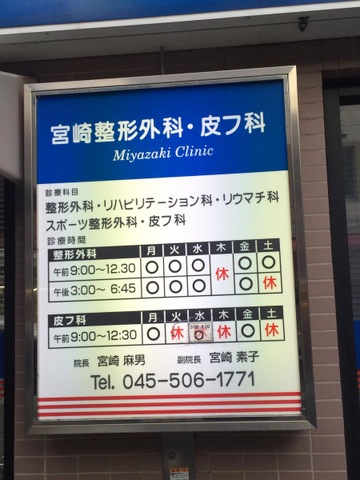 宮崎整形外科・皮フ科
Miyazaki Clinic
診療科目
整形外科・リハビリテーション科・リウマチ科
スポーツ整形外科・皮フ科
診療時間
整形外科 月 火 水 木 金 土
午前 9:00〜12:30 〇 〇 〇 休 〇 〇
午後 3:00〜 6:45 〇 〇 〇 〇 休
皮フ科 月 火 水 木 金 土
午前 9:00〜12:30 〇 休 〇 休 〇 休
院長 宮崎 麻男 副院長 宮崎 素子
Tel. 045-506-1771